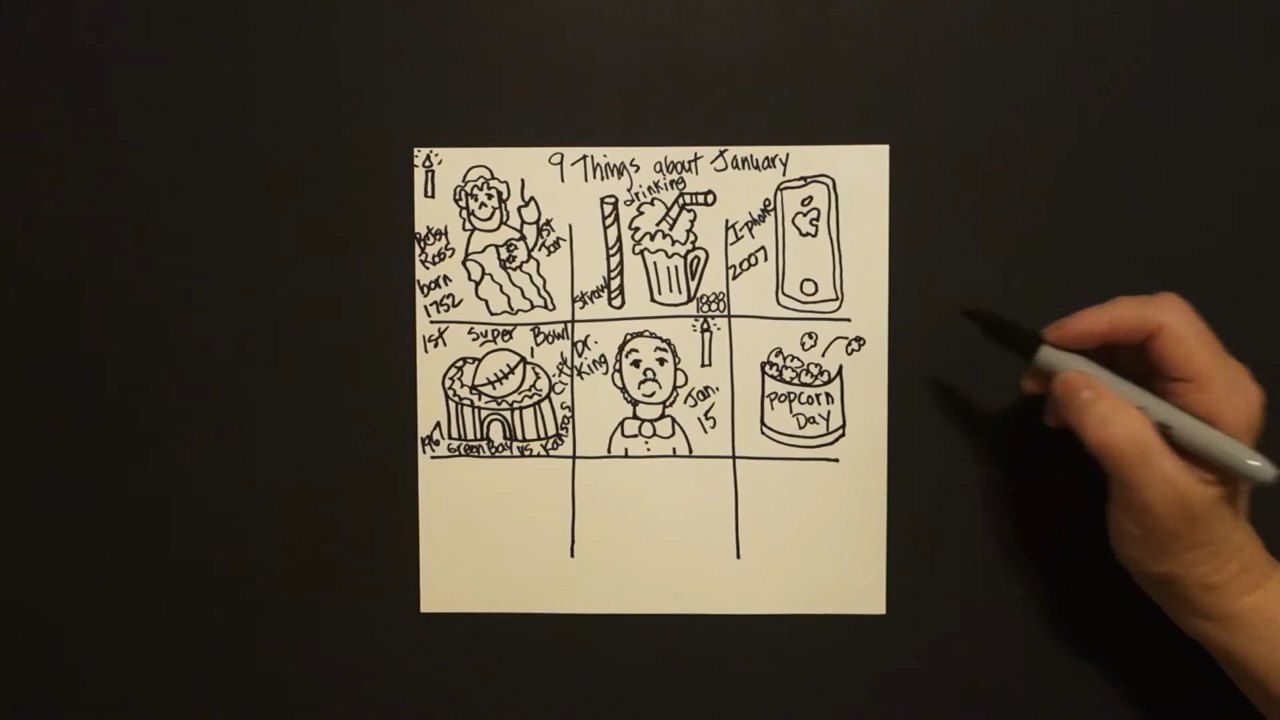 9 Things about January
Betsy
Ross
born
1752
1st
Jan
drinking
Straw
1888
I-phone
2007
1st Super Bowl
1967
Green Bay vs. Kansas City
Dr.
King
Jan.
15
popcorn
Day